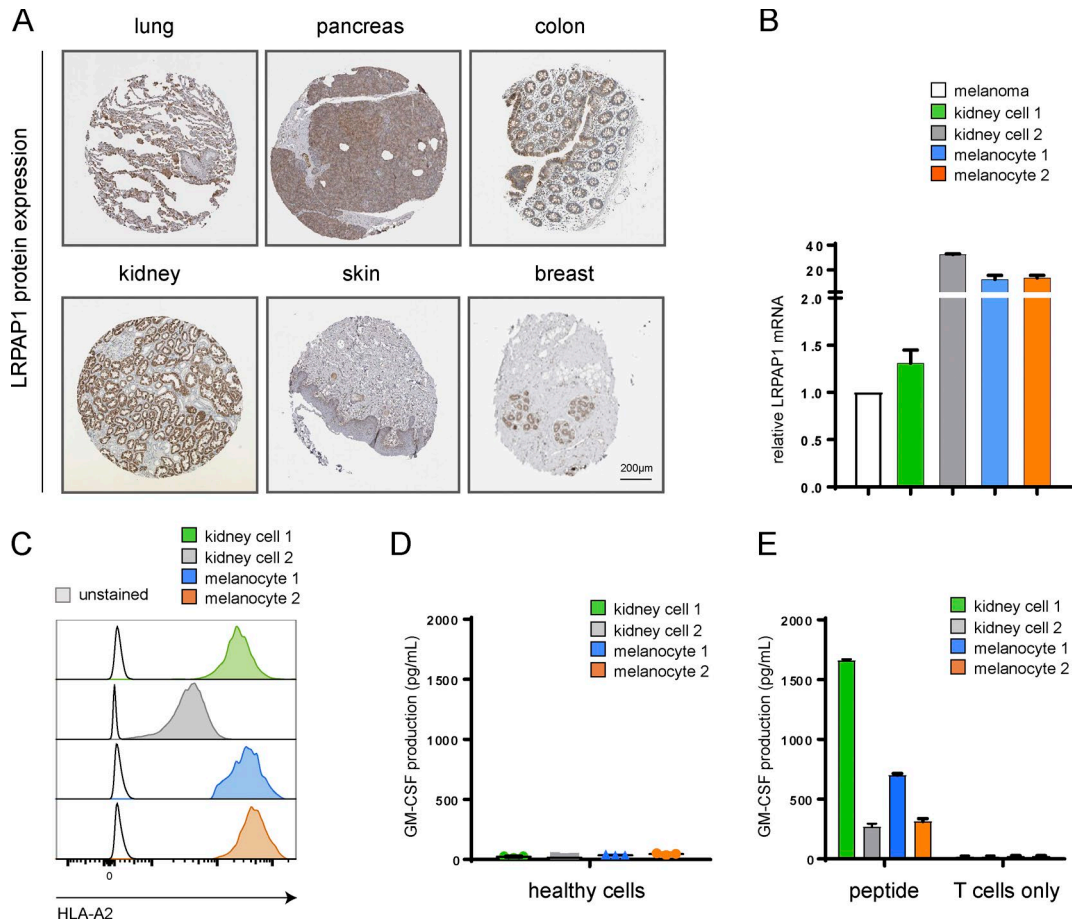 A
lung
pancreas
colon
LRPAP1 protein expression
kidney
skin
breast
200µm
B
melanoma
kidney cell 1
kidney cell 2
melanocyte 1
melanocyte 2
relative LRPAP1 mRNA
40
20
2.0
1.5
1.0
0.5
0.0
C
kidney cell 1
kidney cell 2
melanocyte 1
melanocyte 2
unstained
0
HLA-A2
D
kidney cell 1
kidney cell 2
melanocyte 1
melanocyte 2
GM-CSF production (pg/mL)
2000
1500
1000
500
0
healthy cells
E
kidney cell 1
kidney cell 2
melanocyte 1
melanocyte 2
GM-CSF production (pg/mL)
2000
1500
1000
500
0
peptide
T cells only